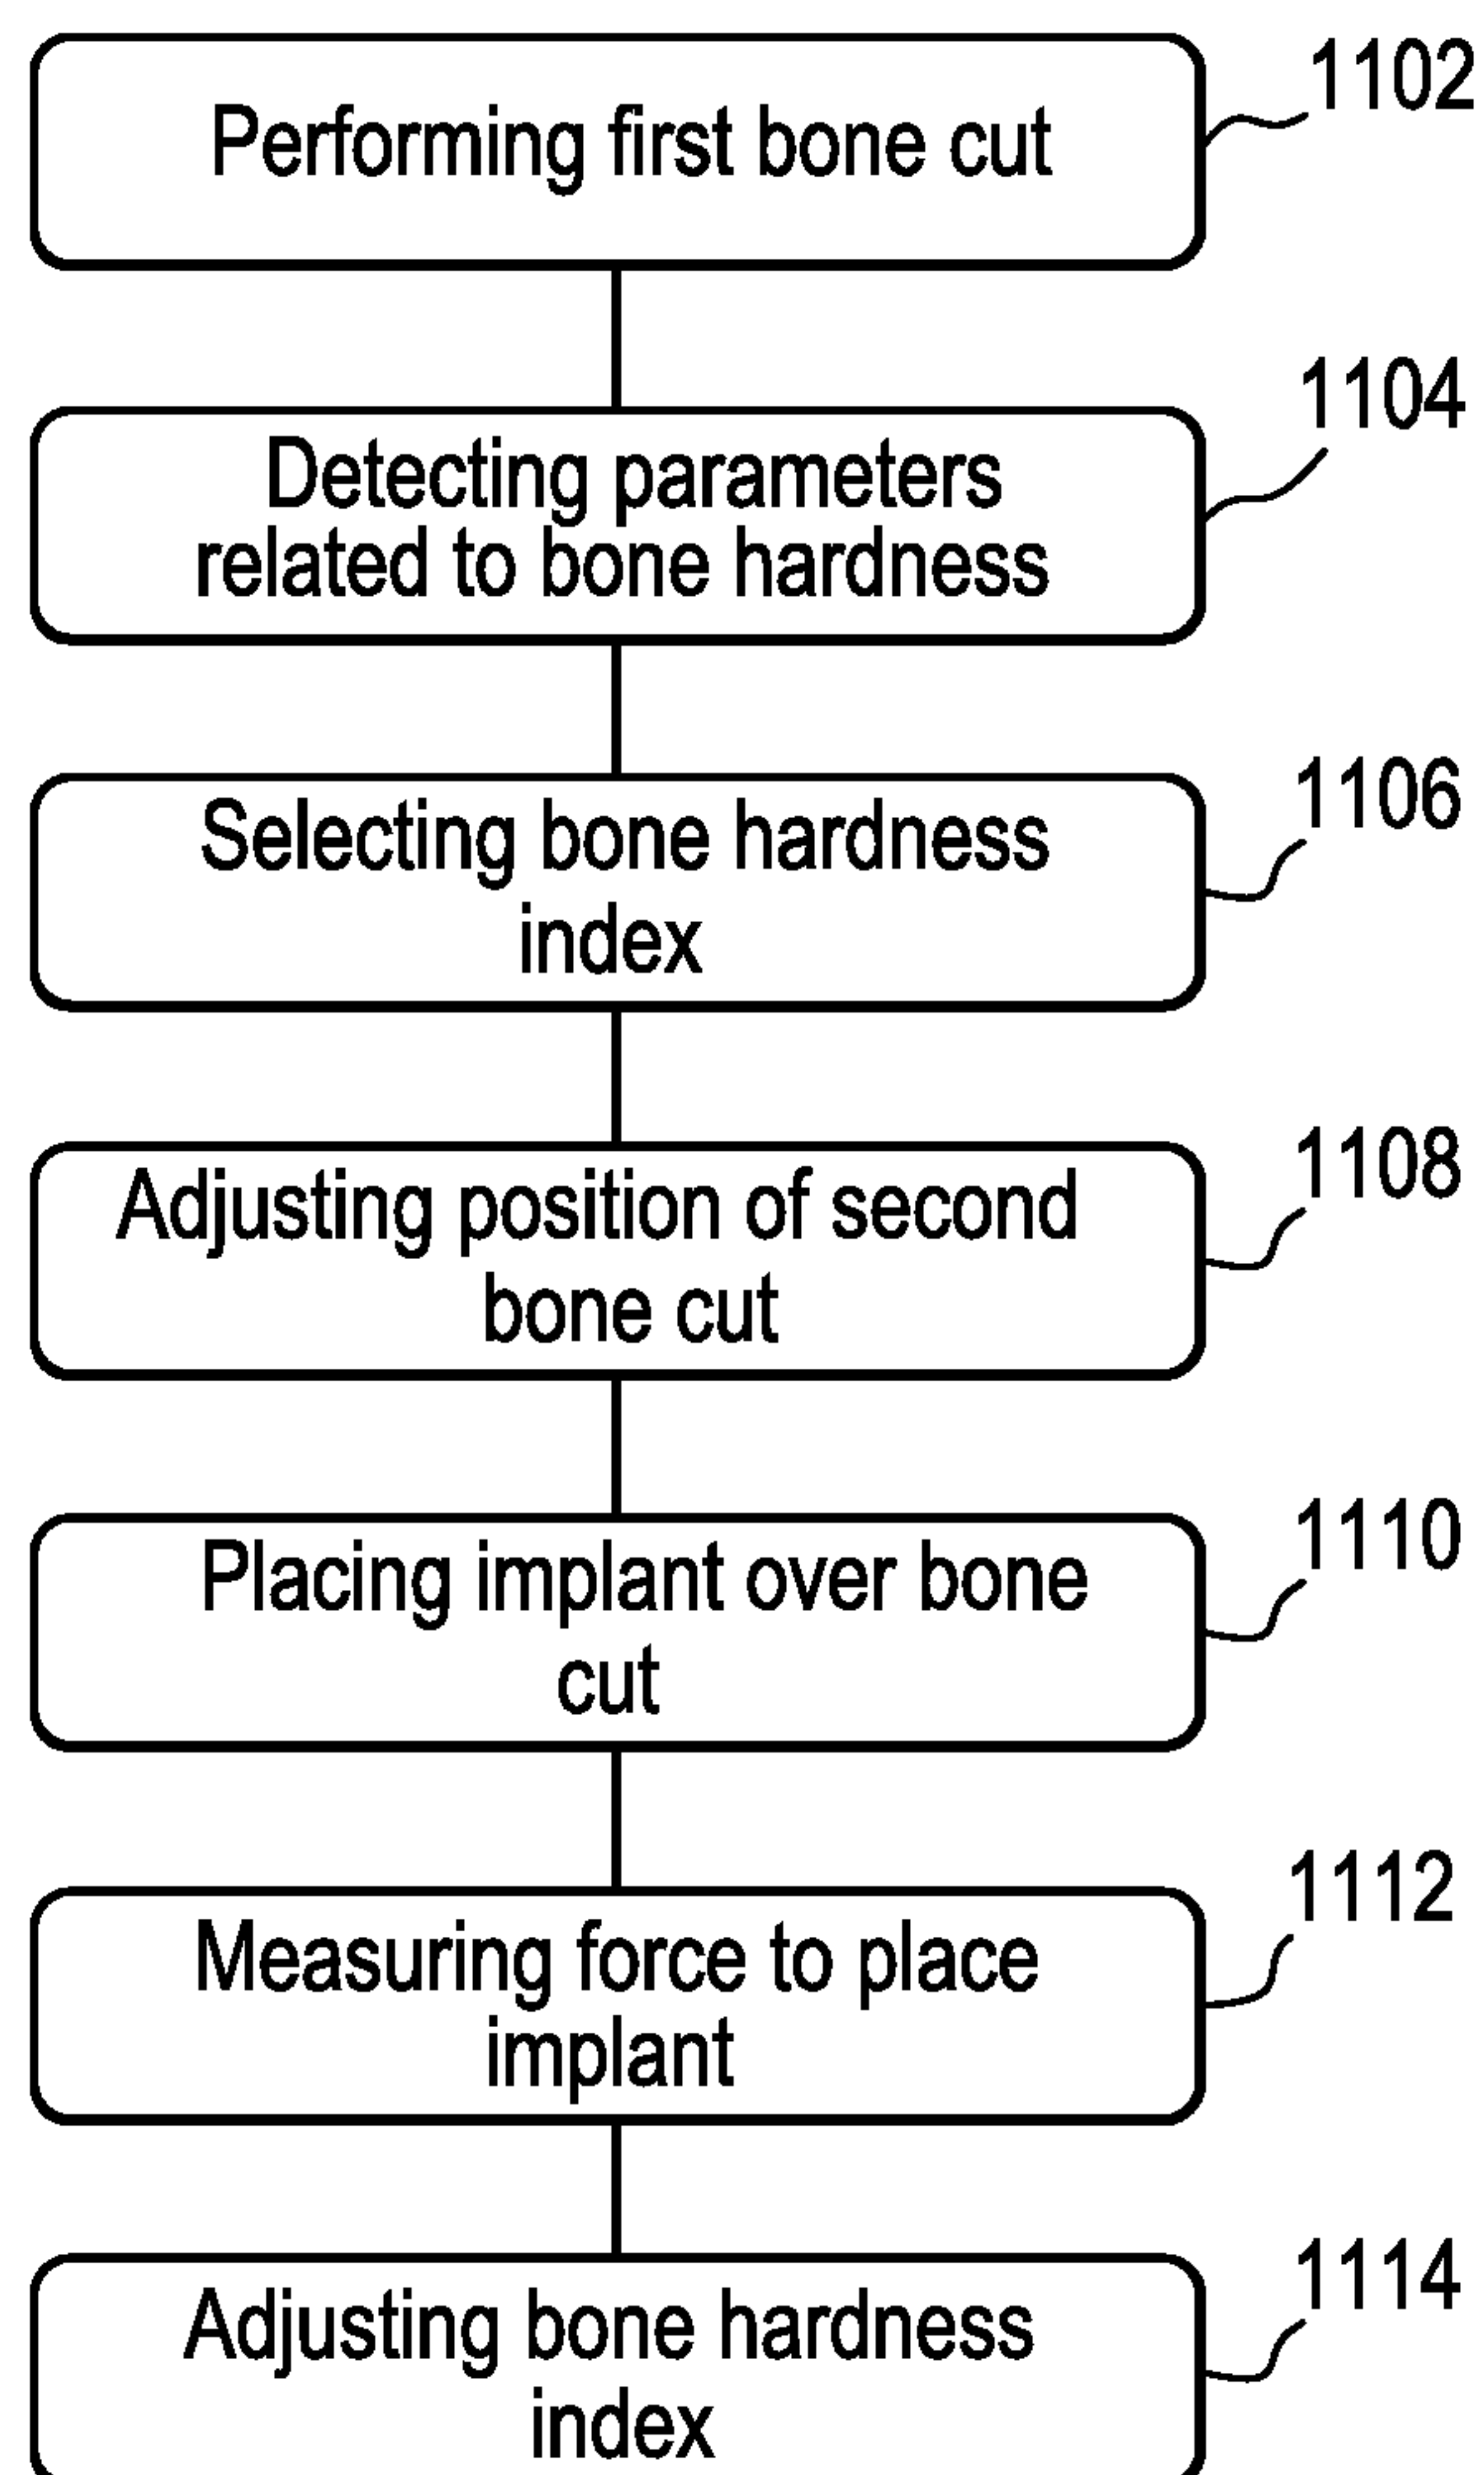 1102
Performing first bone cut
1104
Detecting parameters
related to bone hardness
1106
Selecting bone hardness
index
1108
Adjusting position of second
bone cut
1110
Placing implant over bone
cut
1112
Measuring force to place
implant
1114
Adjusting bone hardness
index